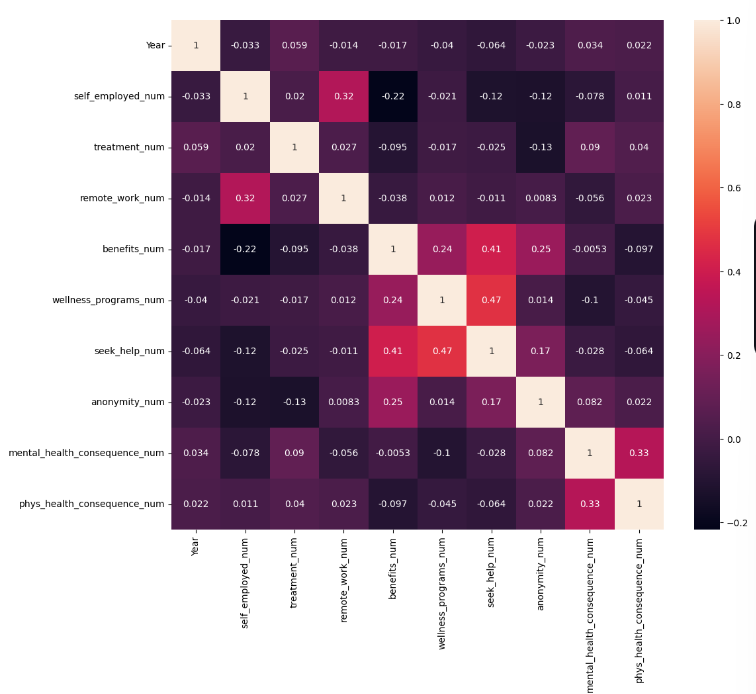 Year 1 -0.033 0.059 -0.014 -0.017 -0.04 -0.064 -0.023 0.034 0.022
self_employed_num -0.033 1 0.02 0.32 -0.22 -0.021 -0.12 -0.12 -0.078 0.011
treatment_num 0.059 0.02 1 0.027 -0.095 -0.017 -0.025 -0.13 0.09 0.04
remote_work_num -0.014 0.32 0.027 1 -0.038 0.012 -0.011 0.0083 -0.056 0.023
benefits_num -0.017 -0.22 -0.095 -0.038 1 0.24 0.41 0.25 -0.0053 -0.097
wellness_programs_num -0.04 -0.021 -0.017 0.012 0.24 1 0.47 0.014 -0.1 -0.045
seek_help_num -0.064 -0.12 -0.025 -0.011 0.41 0.47 1 0.17 -0.028 -0.064
anonymity_num -0.023 -0.12 -0.13 0.0083 0.25 0.014 0.17 1 0.082 0.022
mental_health_consequence_num 0.034 -0.078 0.09 -0.056 -0.0053 -0.1 -0.028 0.082 1 0.33
phys_health_consequence_num 0.022 0.011 0.04 0.023 -0.097 -0.045 -0.064 0.022 0.33 1
Year
self_employed_num
treatment_num
remote_work_num
benefits_num
wellness_programs_num
seek_help_num
anonymity_num
mental_health_consequence_num
phys_health_consequence_num
1.0
0.8
0.6
0.4
0.2
0.0
−0.2